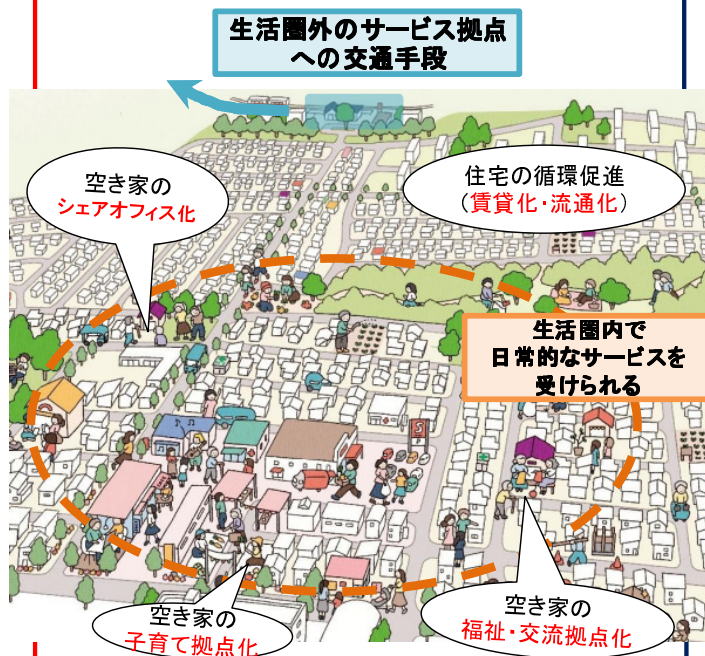 生活圏外のサービス拠点
への交通手段
空き家の
シェアオフィス化
住宅の循環促進
（賃貸化・流通化）
生活圏内で
日常的なサービスを
受けられる
空き家の
子育て拠点化
空き家の
福祉・交流拠点化